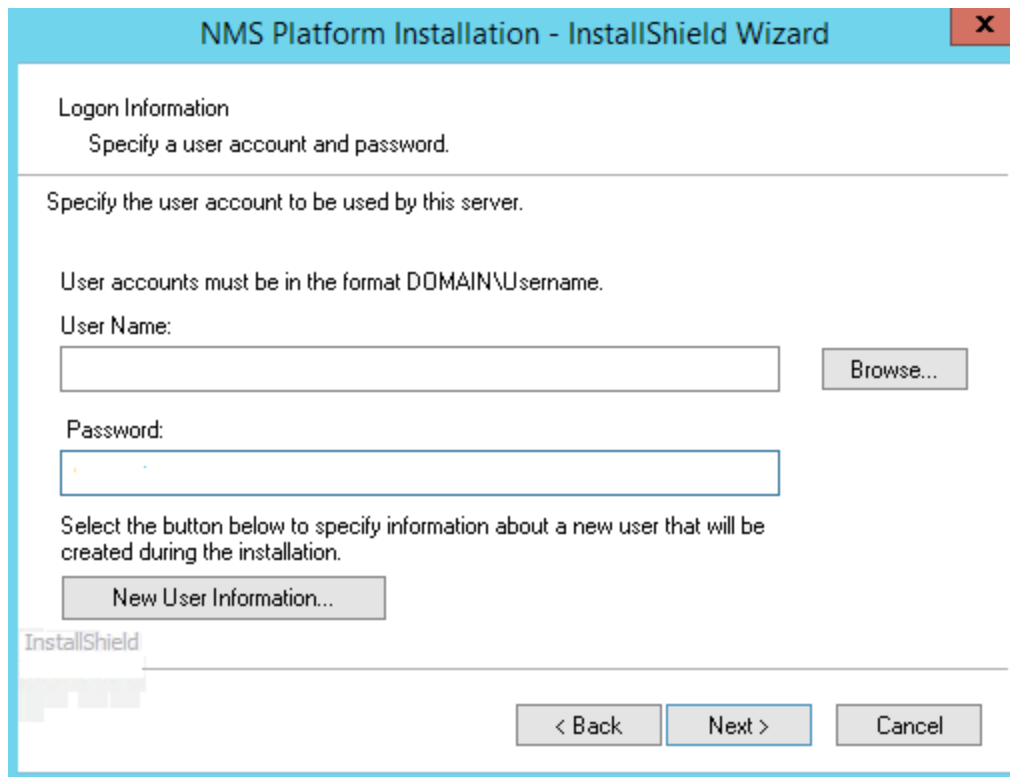 NMS Platform Installation - InstallShield Wizard
x
Logon Information
Specify a user account and password.
Specify the user account to be used by this server.
User accounts must be in the format DOMAIN\Username.
User Name:
Browse...
Password:
Select the button below to specify information about a new user that will be
created during the installation.
New User Information...
InstallShield
< Back
Next >
Cancel